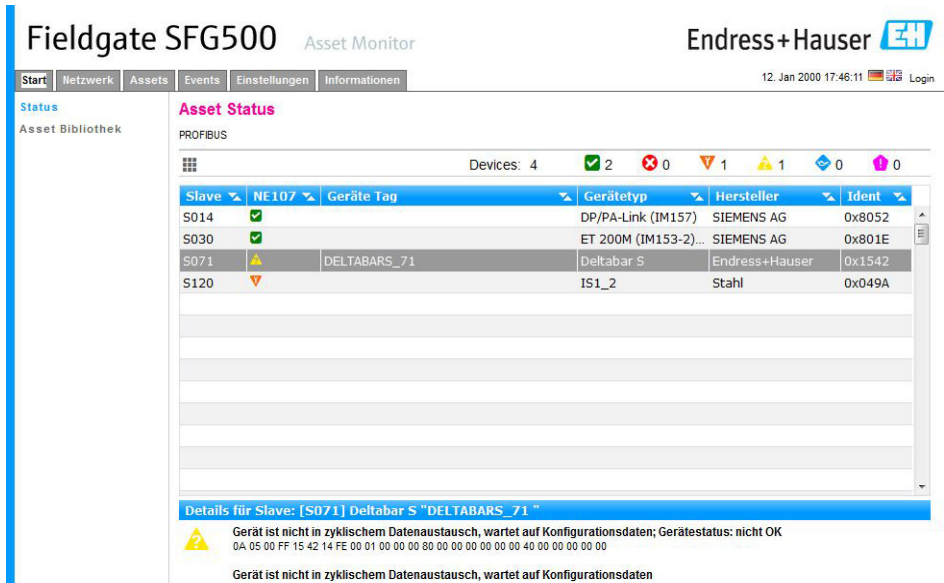 Fieldgate SFG500 Asset Monitor Endress+Hauser EH
Start Netzwerk Assets Events Einstellungen Informationen 12. Jan 2000 17:46:11 Login
Status
Asset Bibliothek
Asset Status
PROFIBUS
Devices: 4 2 0 1 1 0 0
Slave NE107 Geräte Tag Gerätetyp Hersteller Ident
S014 DP/PA-Link (IM157) SIEMENS AG 0x8052
S030 ET 200M (IM153-2)... SIEMENS AG 0x801E
S071 DELTABARS_71 Deltabar S Endress+Hauser 0x1542
S120 IS1_2 Stahl 0x049A
Details für Slave: [S071] Deltabar S "DELTABARS_71 "
Gerät ist nicht in zyklischem Datenaustausch, wartet auf Konfigurationsdaten; Gerätestatus: nicht OK
0A 05 00 FF 15 42 14 FE 00 01 00 00 00 80 00 00 00 00 00 00 40 00 00 00 00 00
Gerät ist nicht in zyklischem Datenaustausch, wartet auf Konfigurationsdaten